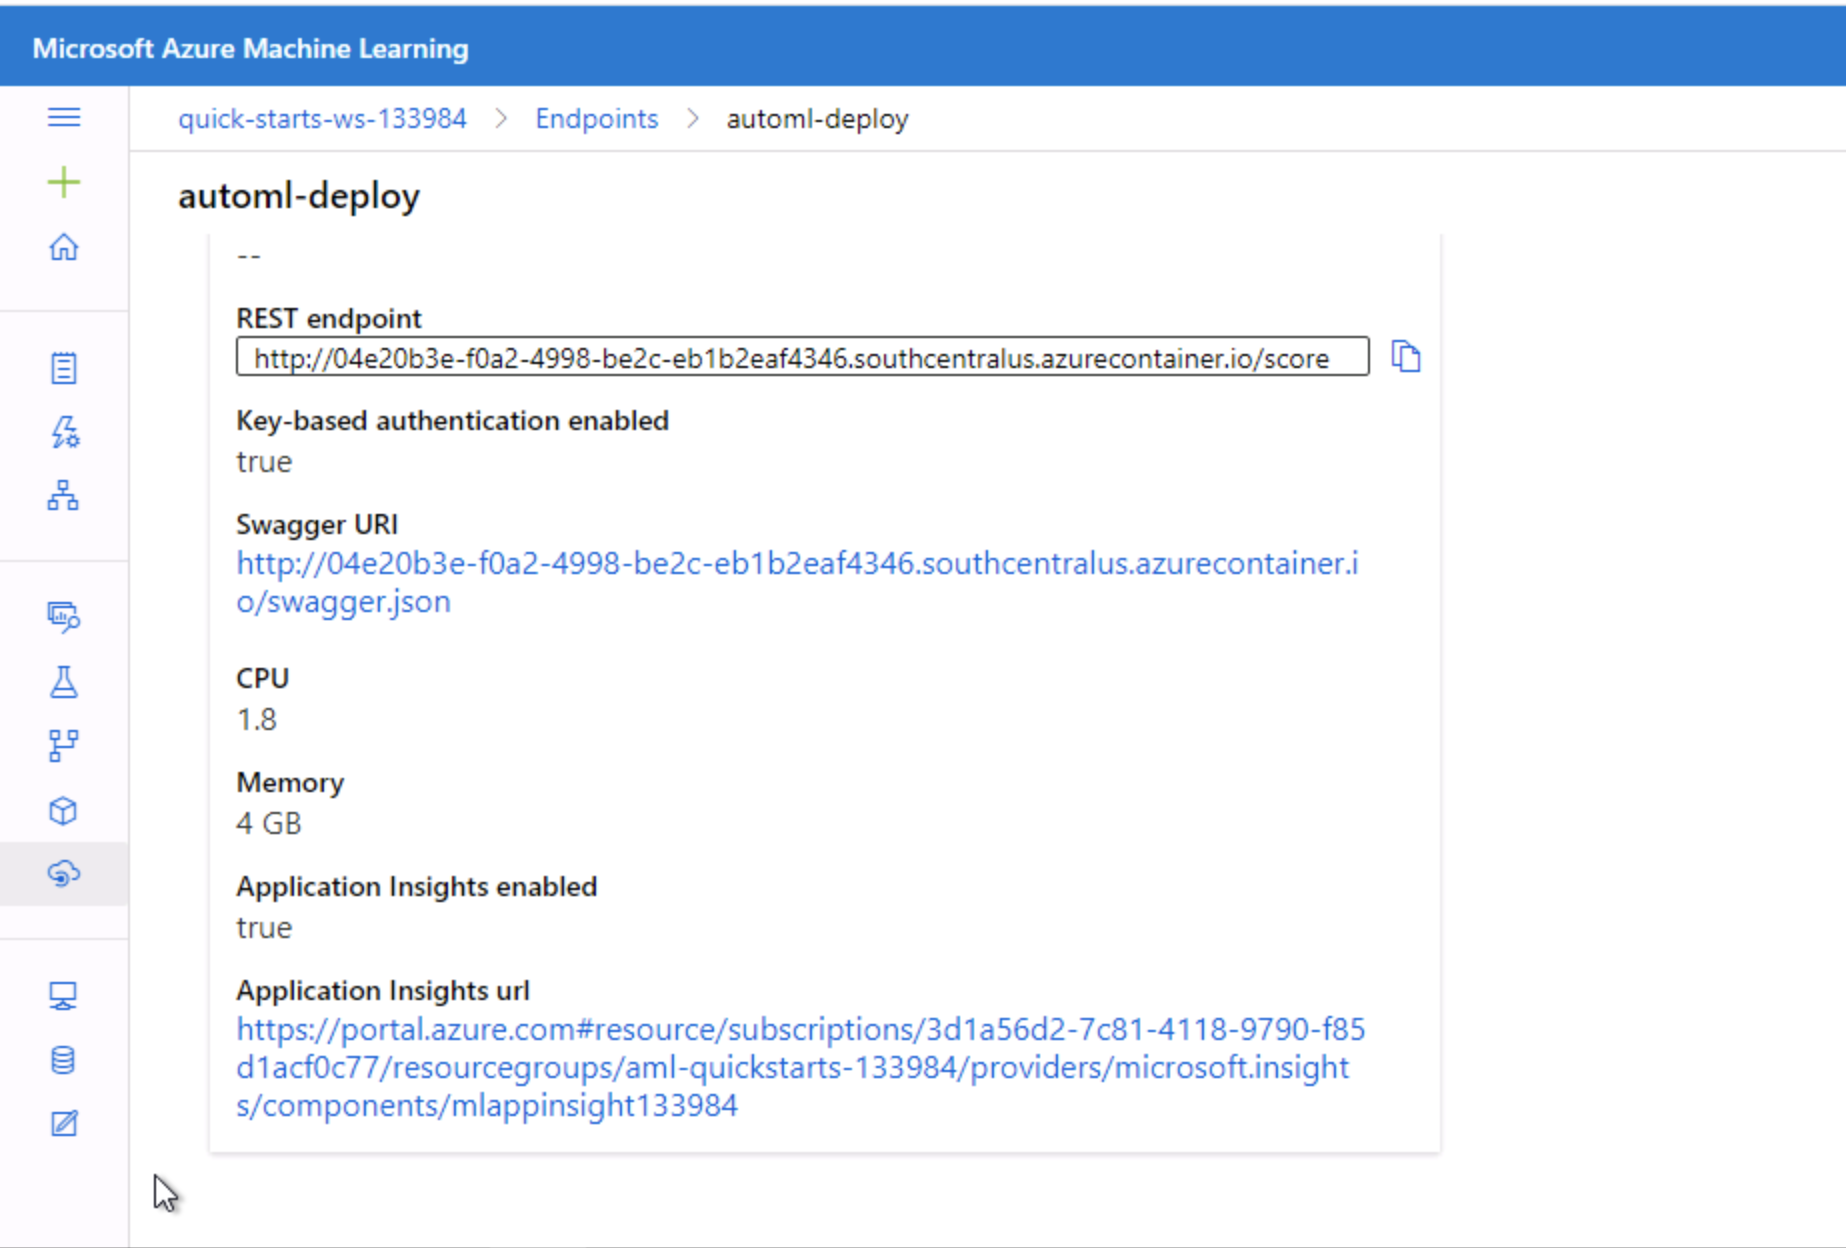 Microsoft Azure Machine Learning
quick-starts-ws-133984 > Endpoints > automl-deploy
automl-deploy
--
REST endpoint
http://04e20b3e-f0a2-4998-be2c-eb1b2eaf4346.southcentralus.azurecontainer.io/score
Key-based authentication enabled
true
Swagger URI
http://04e20b3e-f0a2-4998-be2c-eb1b2eaf4346.southcentralus.azurecontainer.i
o/swagger.json
CPU
1.8
Memory
4 GB
Application Insights enabled
true
Application Insights url
https://portal.azure.com#resource/subscriptions/3d1a56d2-7c81-4118-9790-f85
d1acf0c77/resourcegroups/aml-quickstarts-133984/providers/microsoft.insight
s/components/mlappinsight133984